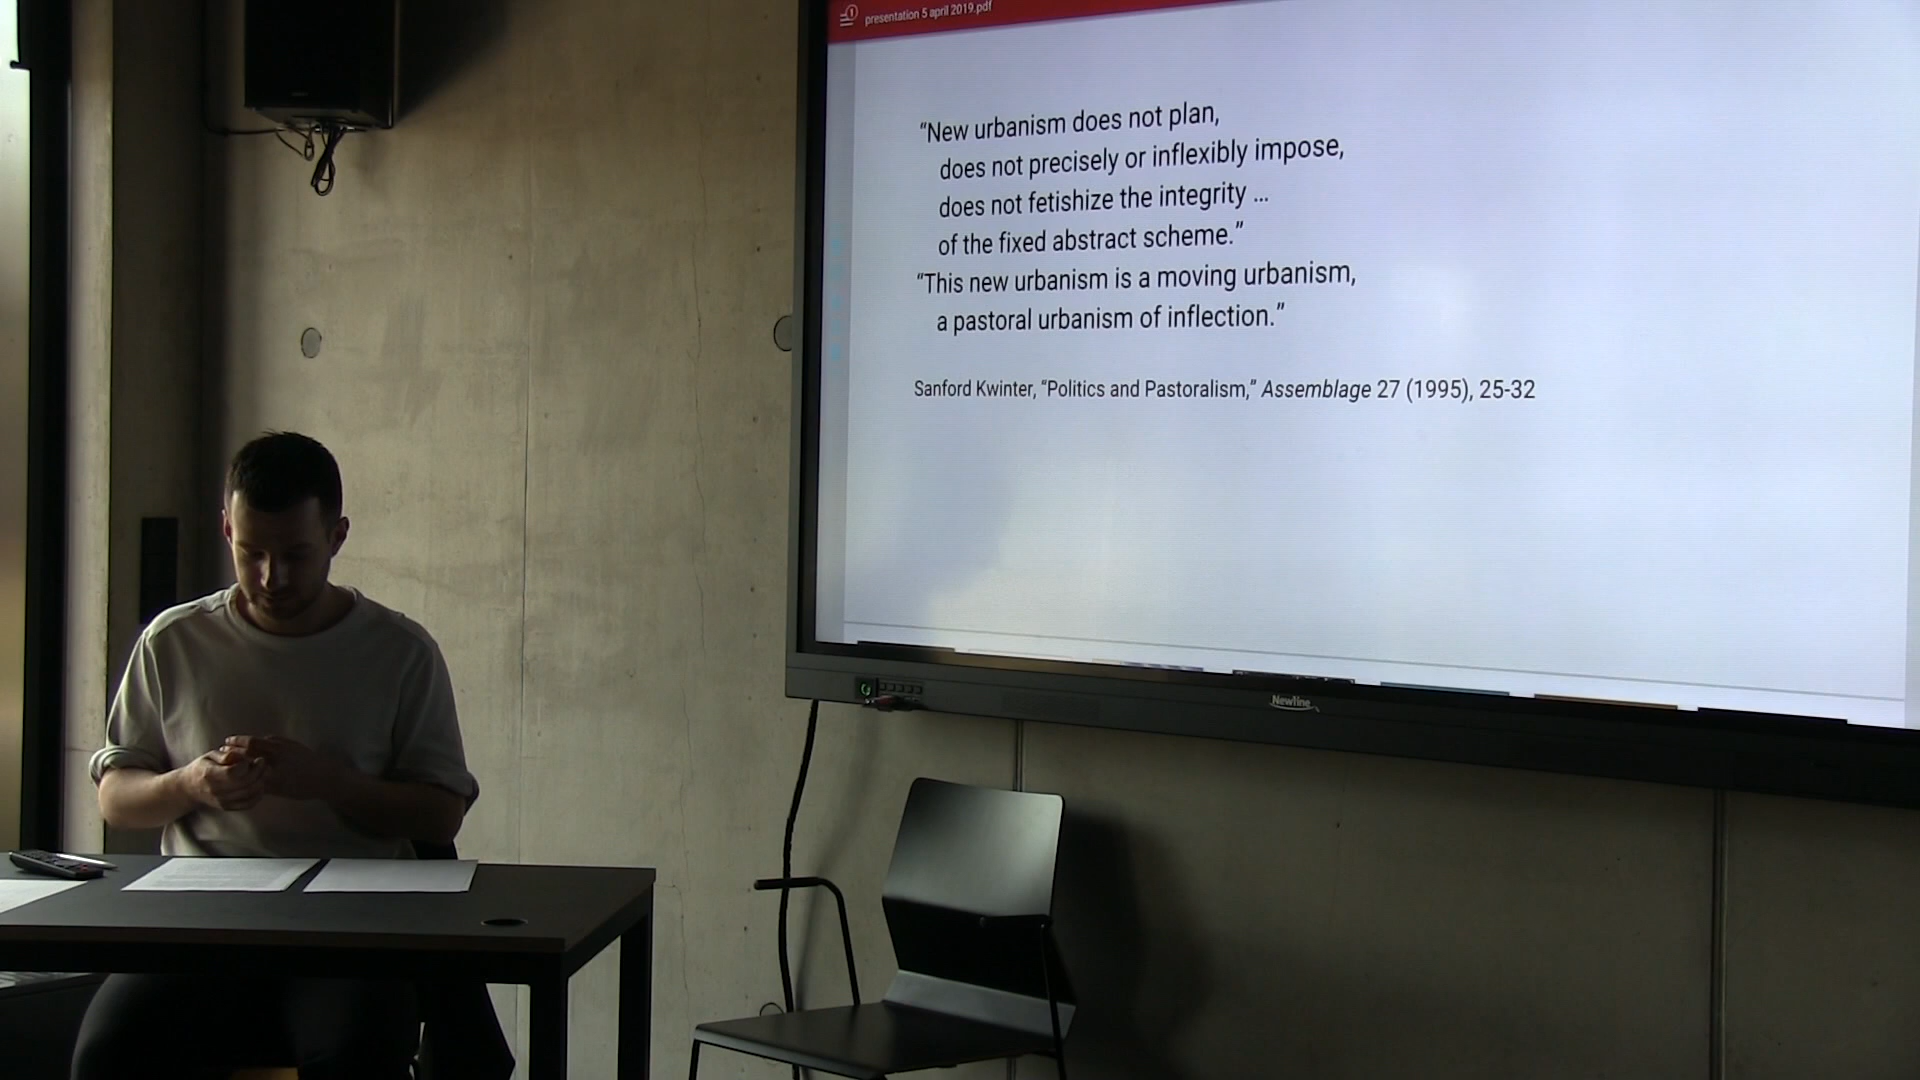 presentation 5 april 2019.pdf
“New urbanism does not plan,
does not precisely or inflexibly impose,
does not fetishize the integrity ...
of the fixed abstract scheme.”
“This new urbanism is a moving urbanism,
a pastoral urbanism of inflection.”
Sanford Kwinter, “Politics and Pastoralism,” Assemblage 27 (1995), 25-32
Newline